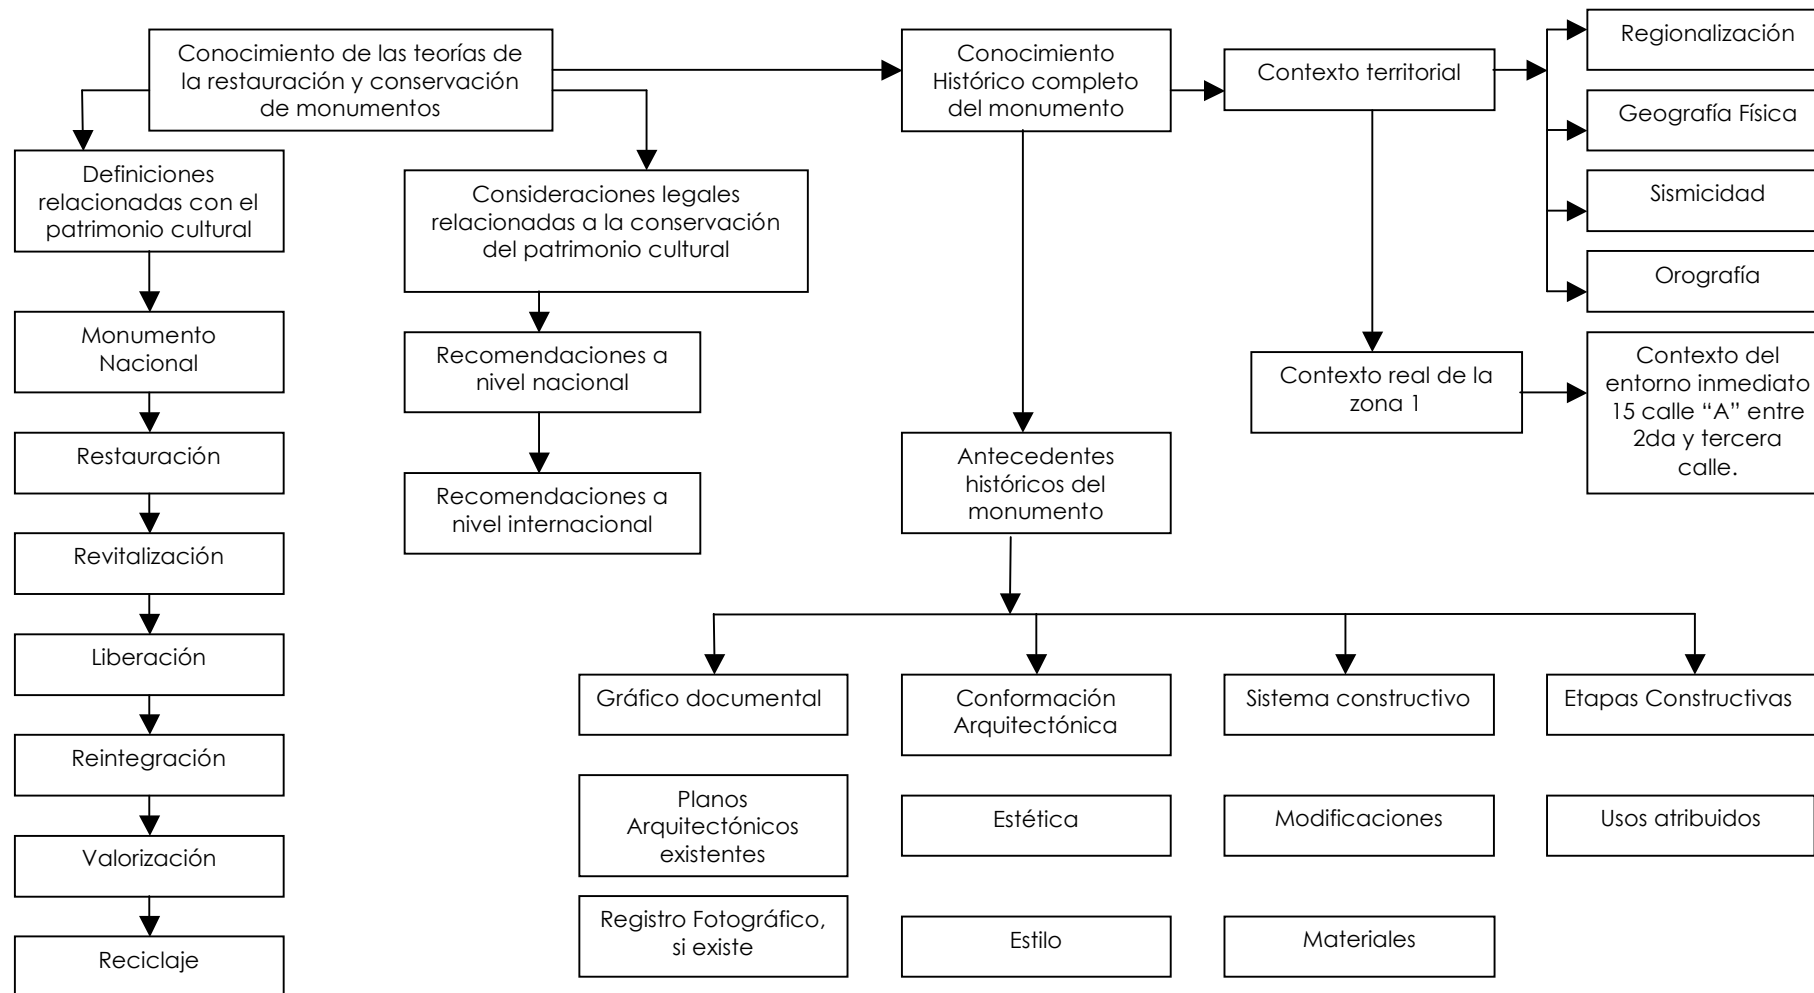 Conocimiento de las teorías de
la restauración y conservación
de monumentos
Definiciones
relacionadas con el
patrimonio cultural
Monumento
Nacional
Restauración
Revitalización
Liberación
Reintegración
Valorización
Reciclaje
Consideraciones legales
relacionadas a la conservación
del patrimonio cultural
Recomendaciones a
nivel nacional
Recomendaciones a
nivel internacional
Conocimiento
Histórico completo
del monumento
Antecedentes
históricos del
monumento
Gráfico documental
Planos
Arquitectónicos
existentes
Registro Fotográfico,
si existe
Conformación
Arquitectónica
Estética
Estilo
Sistema constructivo
Modificaciones
Materiales
Etapas Constructivas
Usos atribuidos
Contexto territorial
Regionalización
Geografía Física
Sismicidad
Orografía
Contexto real de la
zona 1
Contexto del
entorno inmediato
15 calle “A” entre
2da y tercera
calle.